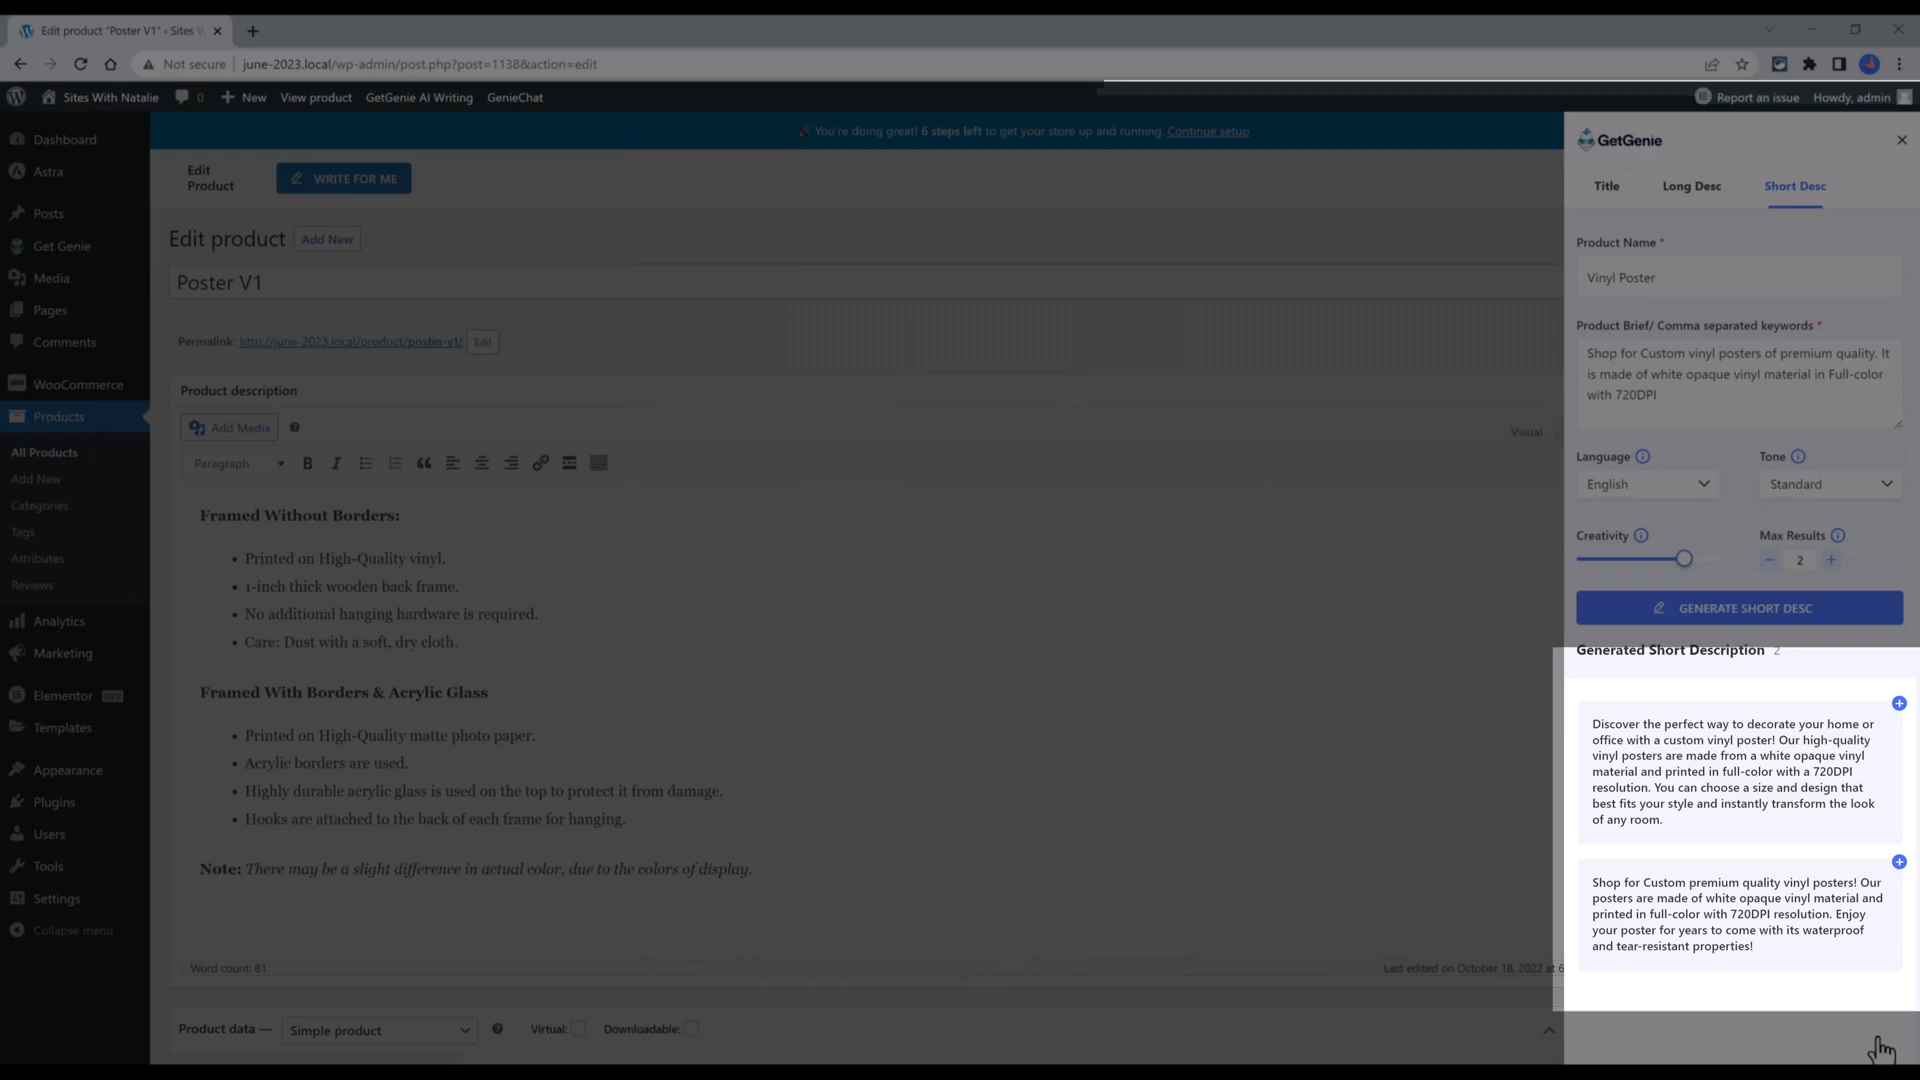 Edit product “Poster V1” ‹ Sites W
Not secure
june-2023.local/wp-admin/post.php?post=1138&action=edit
Sites With Natalie
0
New
View product
GetGenie AI Writing
GenieChat
Report an issue
Howdy, admin
Dashboard
Astra
Posts
Get Genie
Media
Pages
Comments
WooCommerce
Products
All Products
Add New
Categories
Tags
Attributes
Reviews
Analytics
Marketing
Elementor DEV
Templates
Appearance
Plugins
Users
Tools
Settings
Collapse menu
You're doing great! 6 steps left to get your store up and running. Continue setup
Edit
Product
WRITE FOR ME
Edit product
Add New
Poster V1
Permalink: http://june-2023.local/product/poster-v1/ Edit
Product description
Add Media
Visual
Paragraph
Framed Without Borders:
• Printed on High-Quality vinyl.
• 1-inch thick wooden back frame.
• No additional hanging hardware is required.
• Care: Dust with a soft, dry cloth.
Framed With Borders & Acrylic Glass
• Printed on High-Quality matte photo paper.
• Acrylic borders are used.
• Highly durable acrylic glass is used on the top to protect it from damage.
• Hooks are attached to the back of each frame for hanging.
Note: There may be a slight difference in actual color, due to the colors of display.
Word count: 81
Last edited on October 18, 2022 at 6
Product data —
Simple product
Virtual:
Downloadable:
GetGenie
Title
Long Desc
Short Desc
Product Name *
Vinyl Poster
Product Brief/ Comma separated keywords *
Shop for Custom vinyl posters of premium quality. It
is made of white opaque vinyl material in Full-color
with 720DPI
Language
Tone
English
Standard
Creativity
Max Results
2
GENERATE SHORT DESC
Generated Short Description 2
Discover the perfect way to decorate your home or
office with a custom vinyl poster! Our high-quality
vinyl posters are made from a white opaque vinyl
material and printed in full-color with a 720DPI
resolution. You can choose a size and design that
best fits your style and instantly transform the look
of any room.
Shop for Custom premium quality vinyl posters! Our
posters are made of white opaque vinyl material and
printed in full-color with 720DPI resolution. Enjoy
your poster for years to come with its waterproof
and tear-resistant properties!